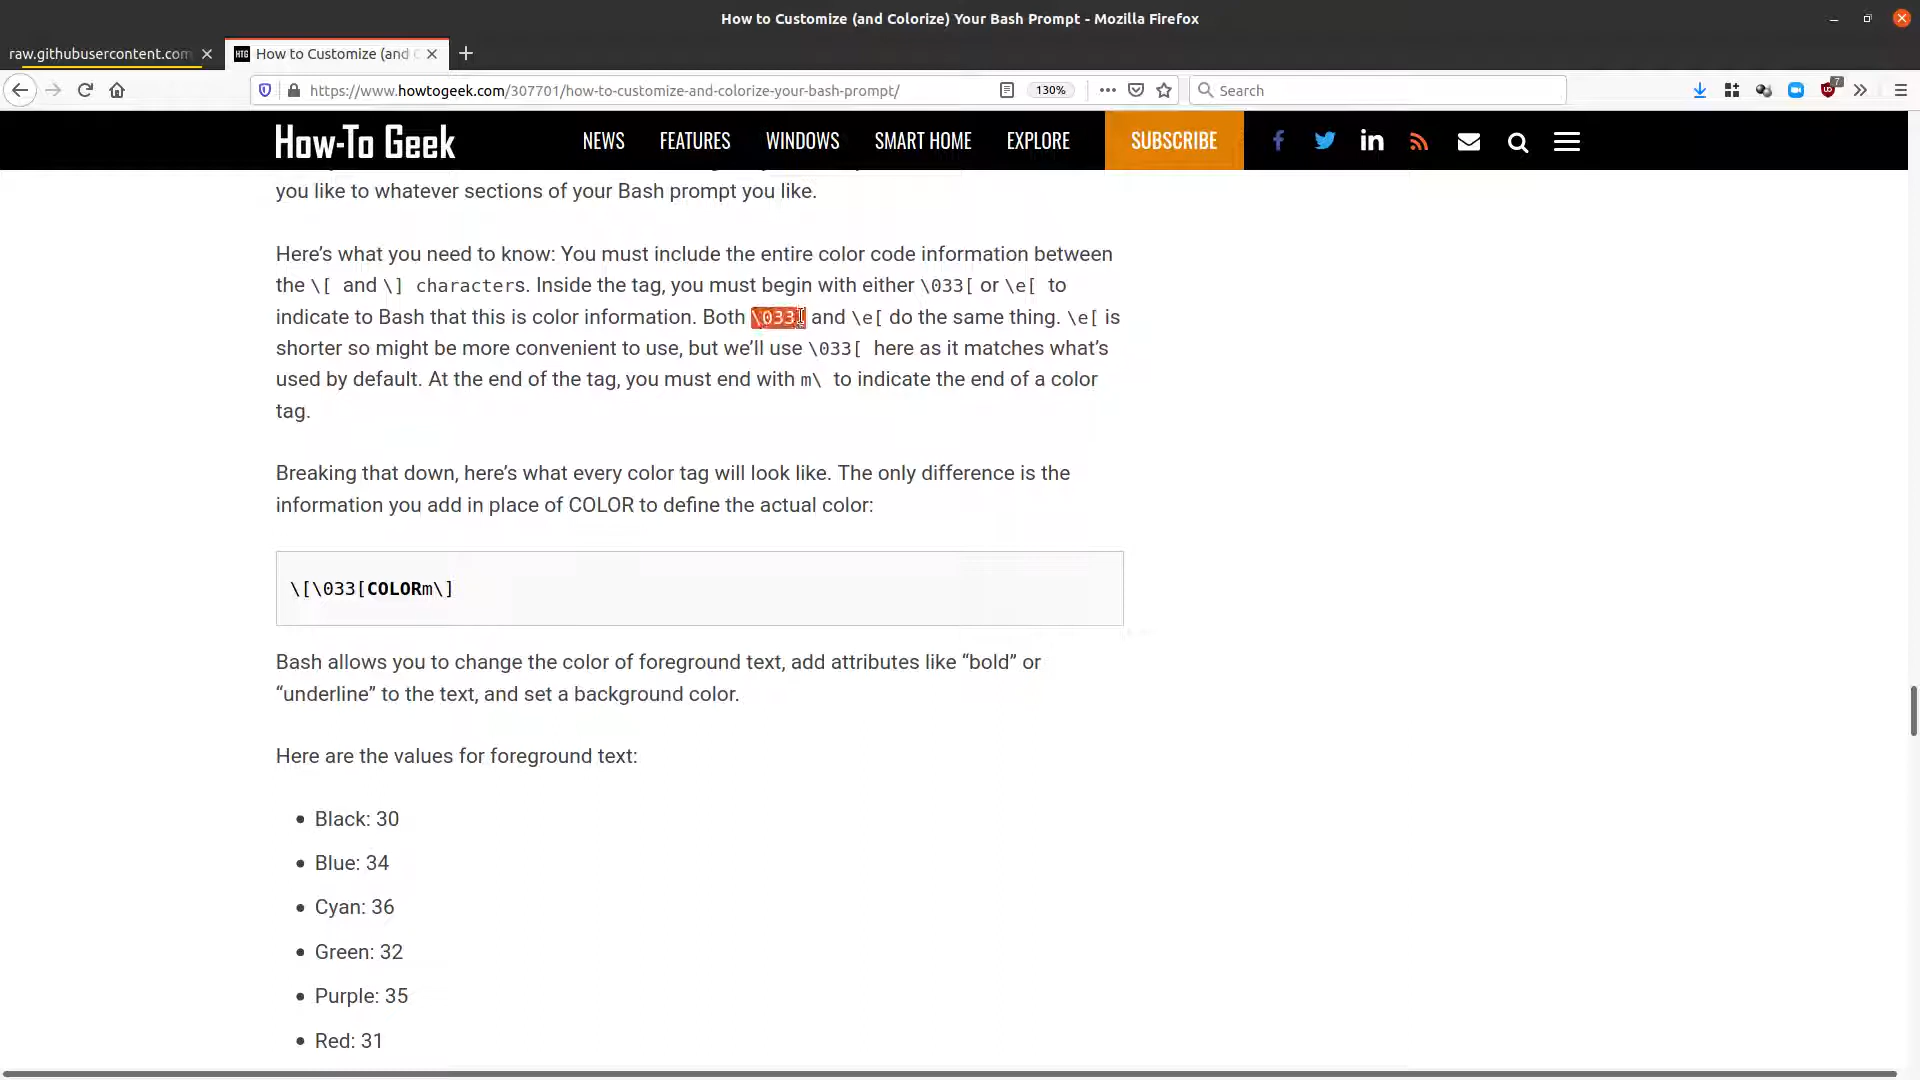 How to Customize (and Colorize) Your Bash Prompt - Mozilla Firefox
raw.githubusercontent.com
HTG How to Customize (and
https://www.howtogeek.com/307701/how-to-customize-and-colorize-your-bash-prompt/ 130% Search 7
How-To Geek NEWS FEATURES WINDOWS SMART HOME EXPLORE SUBSCRIBE
you like to whatever sections of your Bash prompt you like.
Here’s what you need to know: You must include the entire color code information between
the \[ and \] characters. Inside the tag, you must begin with either \033[ or \e[ to
indicate to Bash that this is color information. Both \033[ and \e[ do the same thing. \e[ is
shorter so might be more convenient to use, but we’ll use \033[ here as it matches what’s
used by default. At the end of the tag, you must end with m\ to indicate the end of a color
tag.
Breaking that down, here’s what every color tag will look like. The only difference is the
information you add in place of COLOR to define the actual color:
\[\033[COLORm\]
Bash allows you to change the color of foreground text, add attributes like “bold” or
“underline” to the text, and set a background color.
Here are the values for foreground text:
• Black: 30
• Blue: 34
• Cyan: 36
• Green: 32
• Purple: 35
• Red: 31